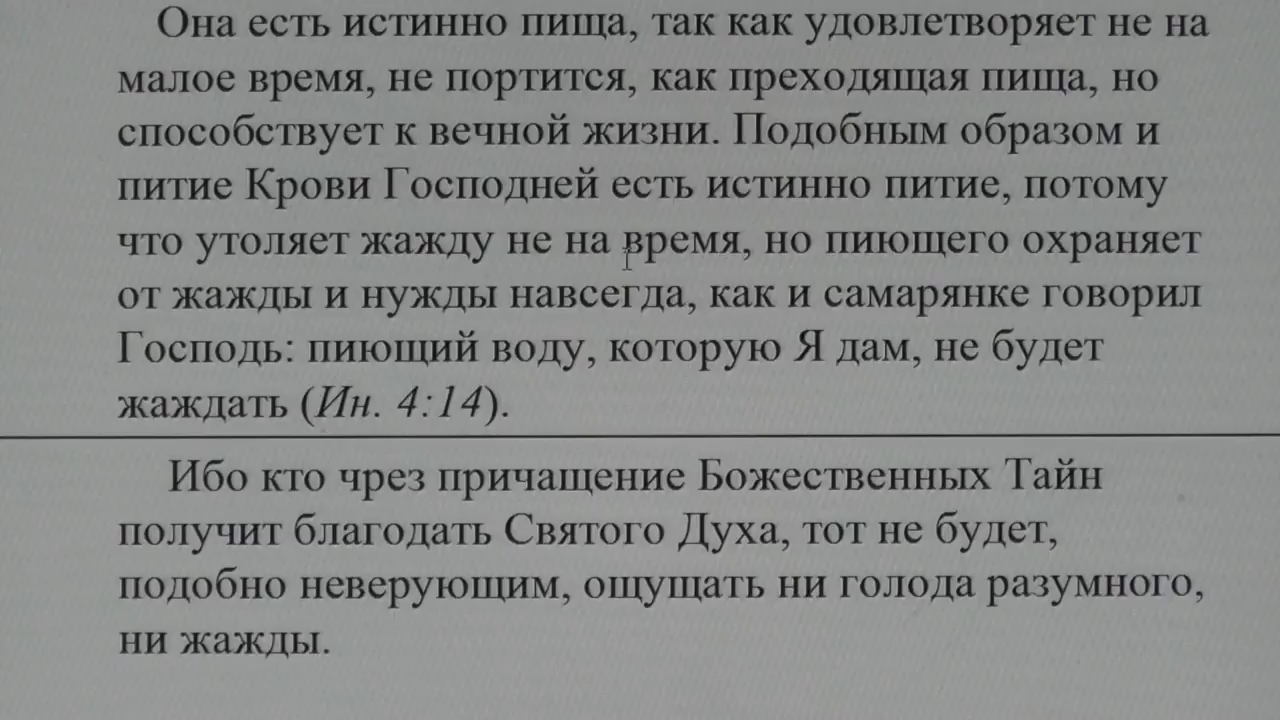 Она есть истинно пища, так как удовлетворяет не на
малое время, не портится, как преходящая пища, но
способствует к вечной жизни. Подобным образом и
питие Крови Господней есть истинно питие, потому
что утоляет жажду не на время, но пиющего охраняет
от жажды и нужды навсегда, как и самарянке говорил
Господь: пиющий воду, которую Я дам, не будет
жаждать (Ин. 4:14).
Ибо кто чрез причащение Божественных Тайн
получит благодать Святого Духа, тот не будет,
подобно неверующим, ощущать ни голода разумного,
ни жажды.